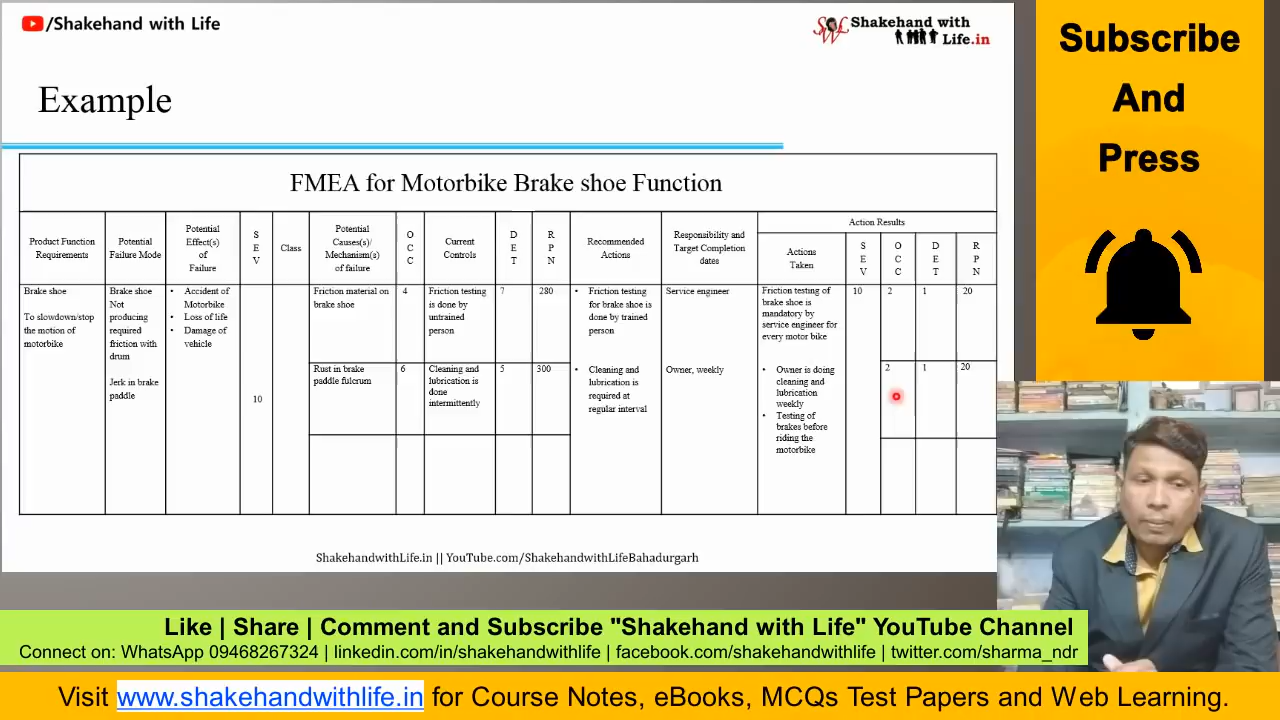 /Shakehand with Life
Shakehand with
Life.in
Subscribe
And
Press
Example
FMEA for Motorbike Brake shoe Function
Product Function
Requirements
Potential
Failure Mode
Potential
Effect(s)
of
Failure
S
E
V
Class
Potential
Causes(s)/
Mechanism(s)
of failure
O
C
C
Current
Controls
D
E
T
R
P
N
Recommended
Actions
Responsibility and
Target Completion
dates
Action Results
Actions
Taken
S
E
V
O
C
C
D
E
T
R
P
N
Brake shoe
To slowdown/stop
the motion of
motorbike
Brake shoe
Not
producing
required
friction with
drum
Jerk in brake
paddle
• Accident of
Motorbike
• Loss of life
• Damage of
vehicle
10
Friction material on
brake shoe
4
Friction testing
is done by
untrained
person
7
280
• Friction testing
for brake shoe is
done by trained
person
Service engineer
Friction testing of
brake shoe is
mandatory by
service engineer for
every motor bike
10
2
1
20
Rust in brake
paddle fulcrum
6
Cleaning and
lubrication is
done
intermittently
5
300
• Cleaning and
lubrication is
required at
regular interval
Owner, weekly
• Owner is doing
cleaning and
lubrication
weekly
• Testing of
brakes before
riding the
motorbike
2
1
20
ShakehandwithLife.in || YouTube.com/ShakehandwithLifeBahadurgarh
Like | Share | Comment and Subscribe "Shakehand with Life" YouTube Channel
Connect on: WhatsApp 09468267324 | linkedin.com/in/shakehandwithlife | facebook.com/shakehandwithlife | twitter.com/sharma_ndr
Visit www.shakehandwithlife.in for Course Notes, eBooks, MCQs Test Papers and Web Learning.